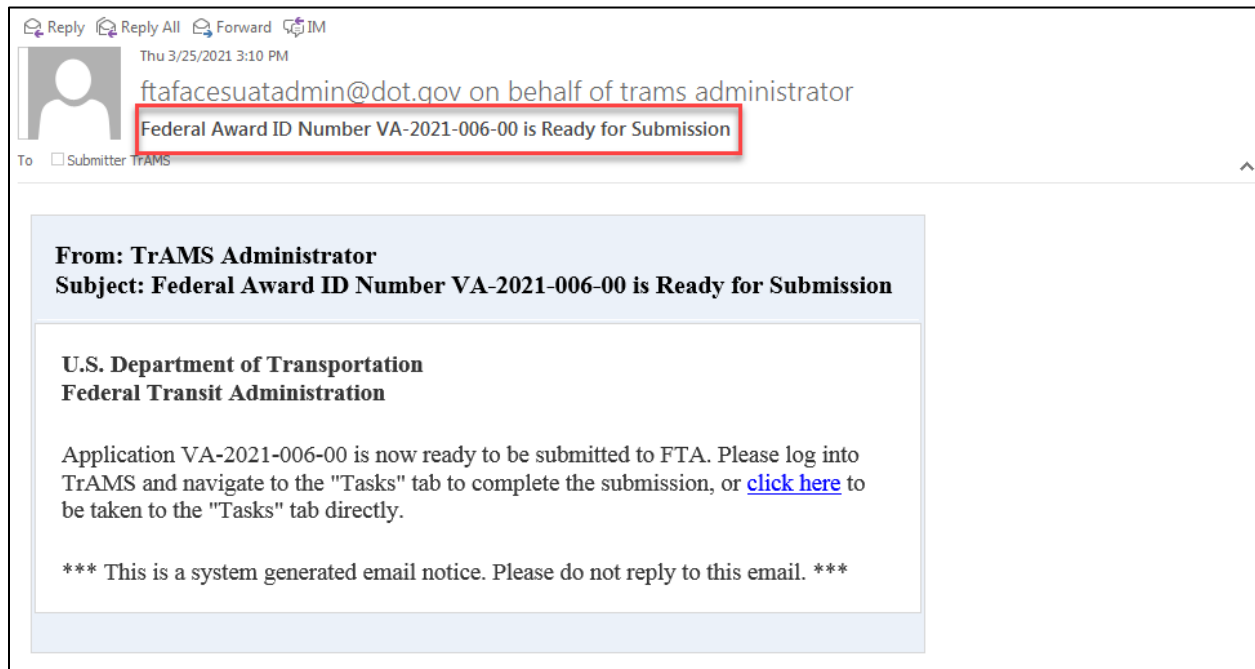 Reply Reply All Forward IM
Thu 3/25/2021 3:10 PM
ftafacesuatadmin@dot.gov on behalf of trams administrator
Federal Award ID Number VA-2021-006-00 is Ready for Submission
To Submitter TrAMS
From: TrAMS Administrator
Subject: Federal Award ID Number VA-2021-006-00 is Ready for Submission
U.S. Department of Transportation
Federal Transit Administration
Application VA-2021-006-00 is now ready to be submitted to FTA. Please log into
TrAMS and navigate to the "Tasks" tab to complete the submission, or click here to
be taken to the "Tasks" tab directly.
*** This is a system generated email notice. Please do not reply to this email. ***